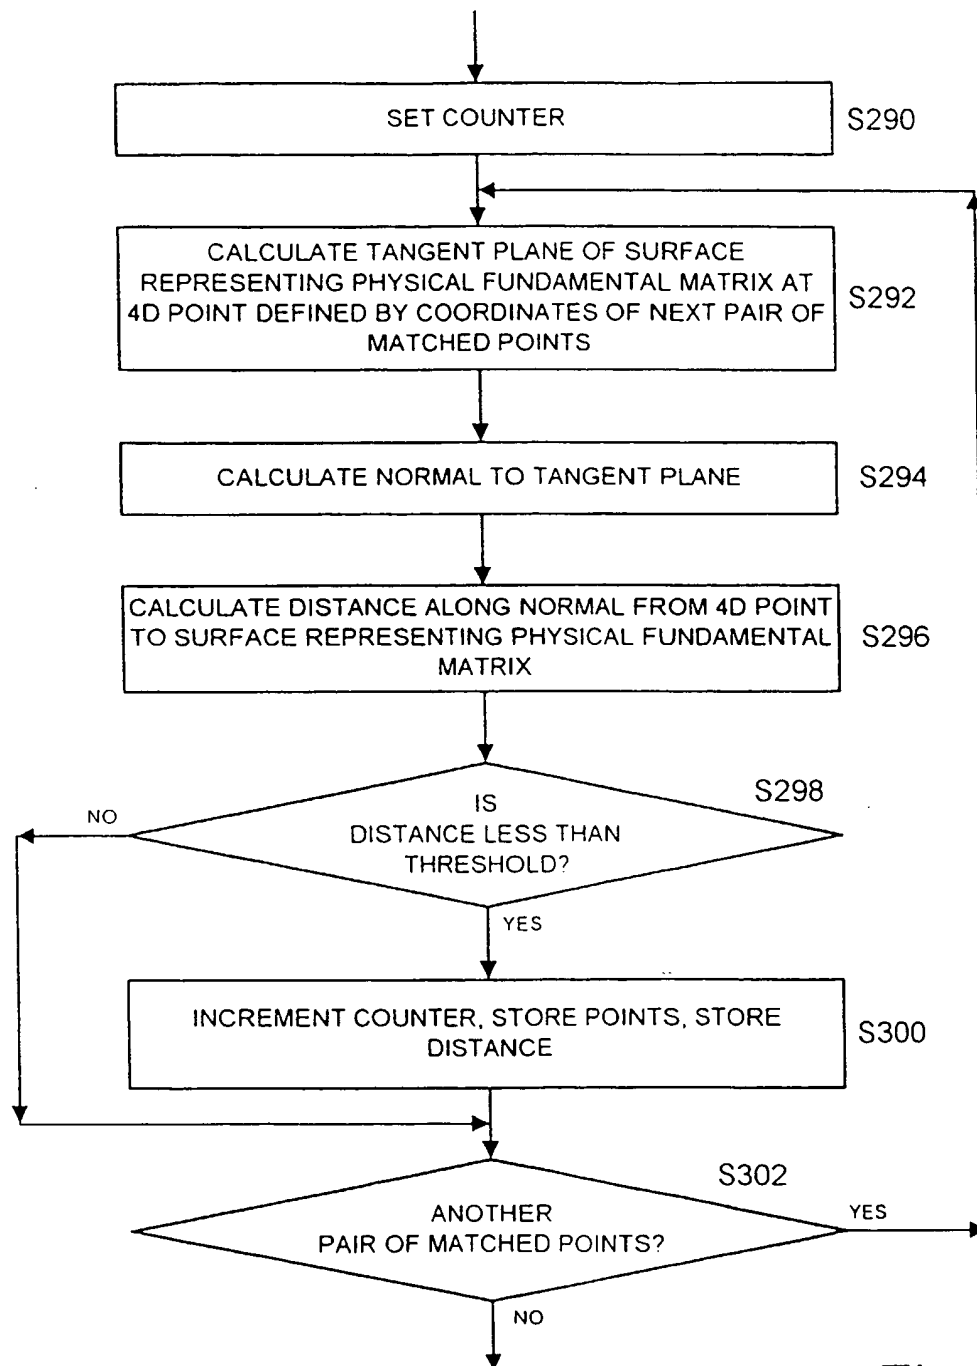 SET COUNTER
S290
CALCULATE TANGENT PLANE OF SURFACE
REPRESENTING PHYSICAL FUNDAMENTAL MATRIX AT
4D POINT DEFINED BY COORDINATES OF NEXT PAIR OF
MATCHED POINTS
S292
CALCULATE NORMAL TO TANGENT PLANE
S294
CALCULATE DISTANCE ALONG NORMAL FROM 4D POINT
TO SURFACE REPRESENTING PHYSICAL FUNDAMENTAL
MATRIX
S296
S298
IS
DISTANCE LESS THAN
THRESHOLD?
NO
YES
INCREMENT COUNTER, STORE POINTS, STORE
DISTANCE
S300
S302
ANOTHER
PAIR OF MATCHED POINTS?
YES
NO